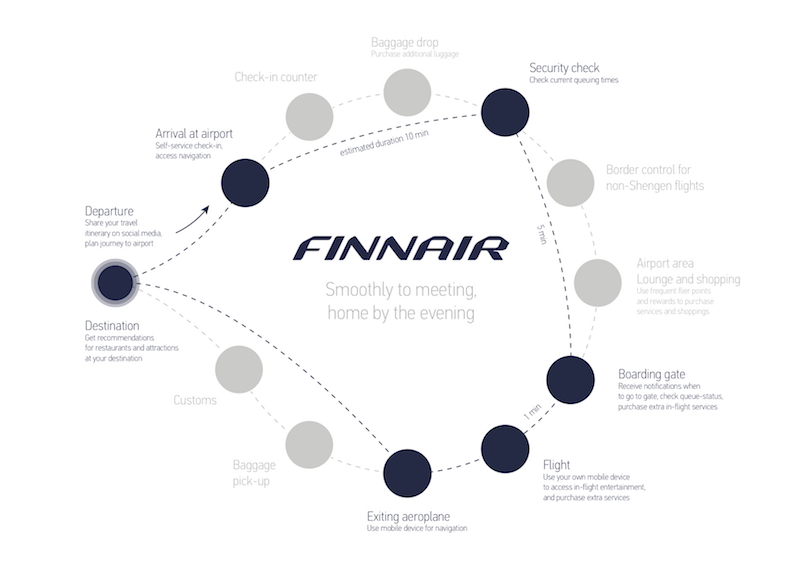 Baggage drop
Purchase additional luggage
Security check
Check current queuing times
Check-in counter
Arrival at airport
Self-service check-in,
access navigation
estimated duration 10 min
Border control for
non-Shengen flights
Departure
Share your travel
itinerary on social media,
plan journey to airport
5 min
FINNAIR
Smoothly to meeting,
home by the evening
Airport area
Lounge and shopping
Use frequent flier points
and rewards to purchase
services and shoppings
Destination
Get recommendations
for restaurants and attractions
at your destination
Boarding gate
Receive notifications when
to go to gate, check queue-status,
purchase extra in-flight services
Customs
1 min
Baggage
pick-up
Flight
Use your own mobile device
to access in-flight entertainment,
and purchase extra services
Exiting aeroplane
Use mobile device for navigation